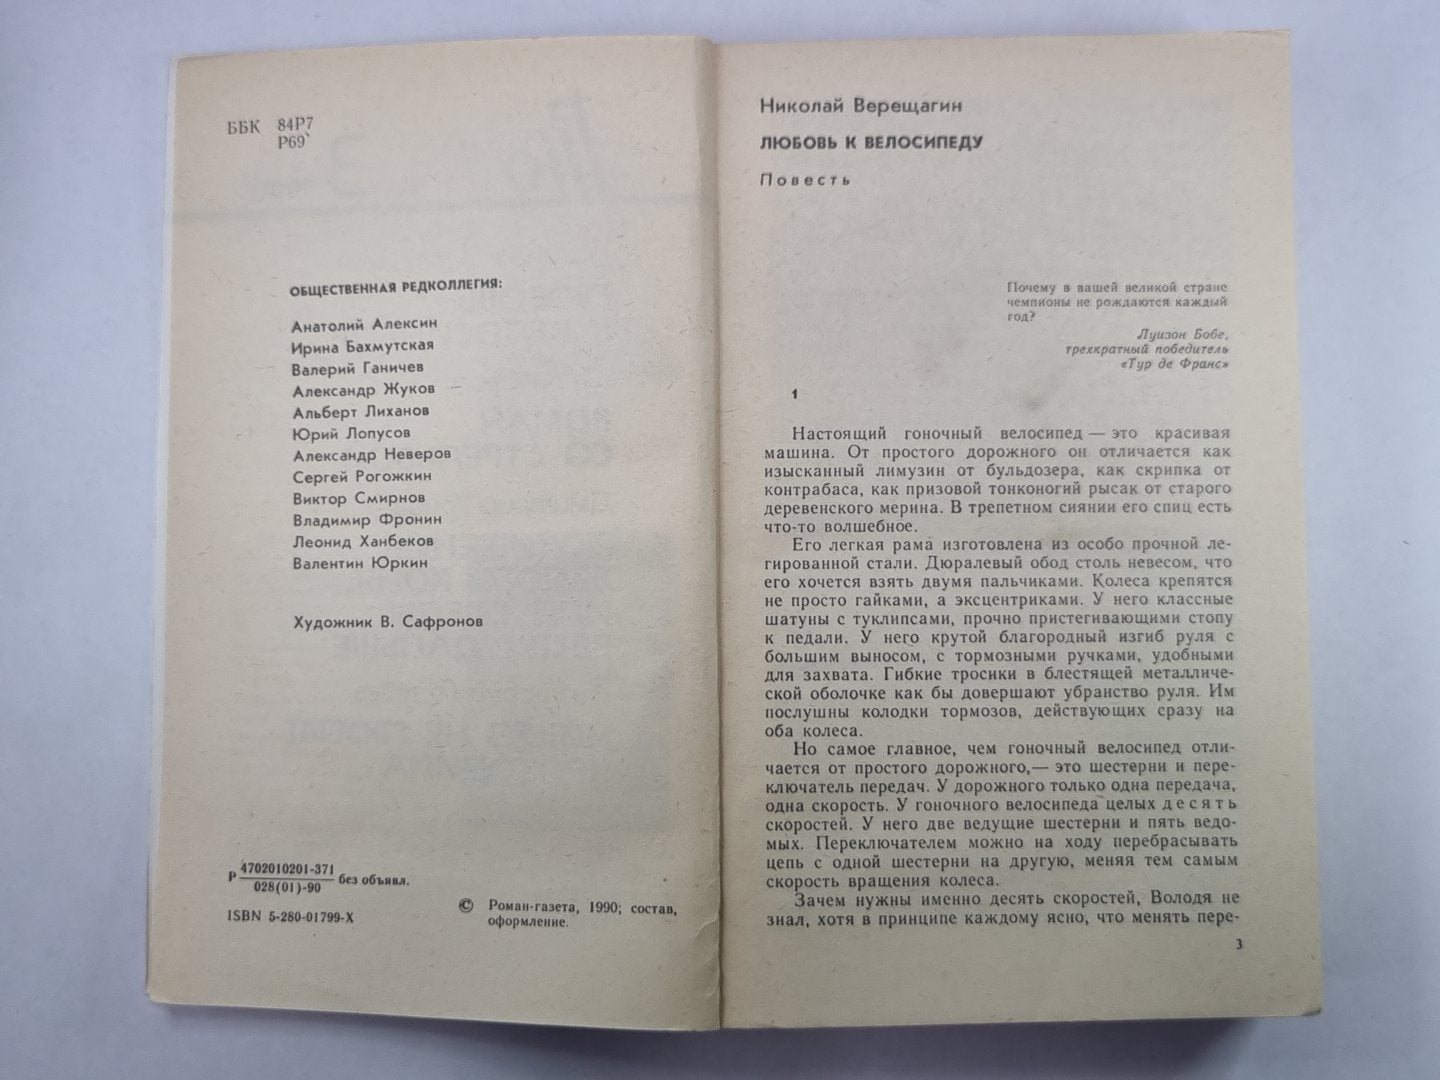 ББК 84Р7
Р69
ОБЩЕСТВЕННАЯ РЕДКОЛЛЕГИЯ:
Анатолий Алексин
Ирина Бахмутская
Валерий Ганичев
Александр Жуков
Альберт Лиханов
Юрий Лопусов
Александр Неверов
Сергей Рогожкин
Виктор Смирнов
Владимир Фронин
Леонид Ханбеков
Валентин Юркин
Художник В. Сафронов
Р 4702010201-371
028(01)-90 без объявл.
ISBN 5-280-01799-X
© Роман-газета, 1990; состав,
оформление.
Николай Верещагин
ЛЮБОВЬ К ВЕЛОСИПЕДУ
Повесть
Почему в вашей великой стране
чемпионы не рождаются каждый
год?
Луизон Бобе,
трехкратный победитель
«Тур де Франс»
1
Настоящий гоночный велосипед — это красивая
машина. От простого дорожного он отличается как
изысканный лимузин от бульдозера, как скрипка от
контрабаса, как призовой тонконогий рысак от старого
деревенского мерина. В трепетном сиянии его спиц есть
что-то волшебное.
Его легкая рама изготовлена из особо прочной ле-
гированной стали. Дюралевый обод столь невесом, что
его хочется взять двумя пальчиками. Колеса крепятся
не просто гайками, а эксцентриками. У него классные
шатуны с туклипсами, прочно пристегивающими стопу
к педали. У него крутой благородный изгиб руля с
большим выносом, с тормозными ручками, удобными
для захвата. Гибкие тросики в блестящей металличе-
ской оболочке как бы довершают убранство руля. Им
послушны колодки тормозов, действующих сразу на
оба колеса.
Но самое главное, чем гоночный велосипед отли-
чается от простого дорожного,— это шестерни и пере-
ключатель передач. У дорожного только одна передача,
одна скорость. У гоночного велосипеда целых десять
скоростей. У него две ведущие шестерни и пять ведо-
мых. Переключателем можно на ходу перебрасывать
цепь с одной шестерни на другую, меняя тем самым
скорость вращения колеса.
Зачем нужны именно десять скоростей, Володя не
знал, хотя в принципе каждому ясно, что менять пере-
3